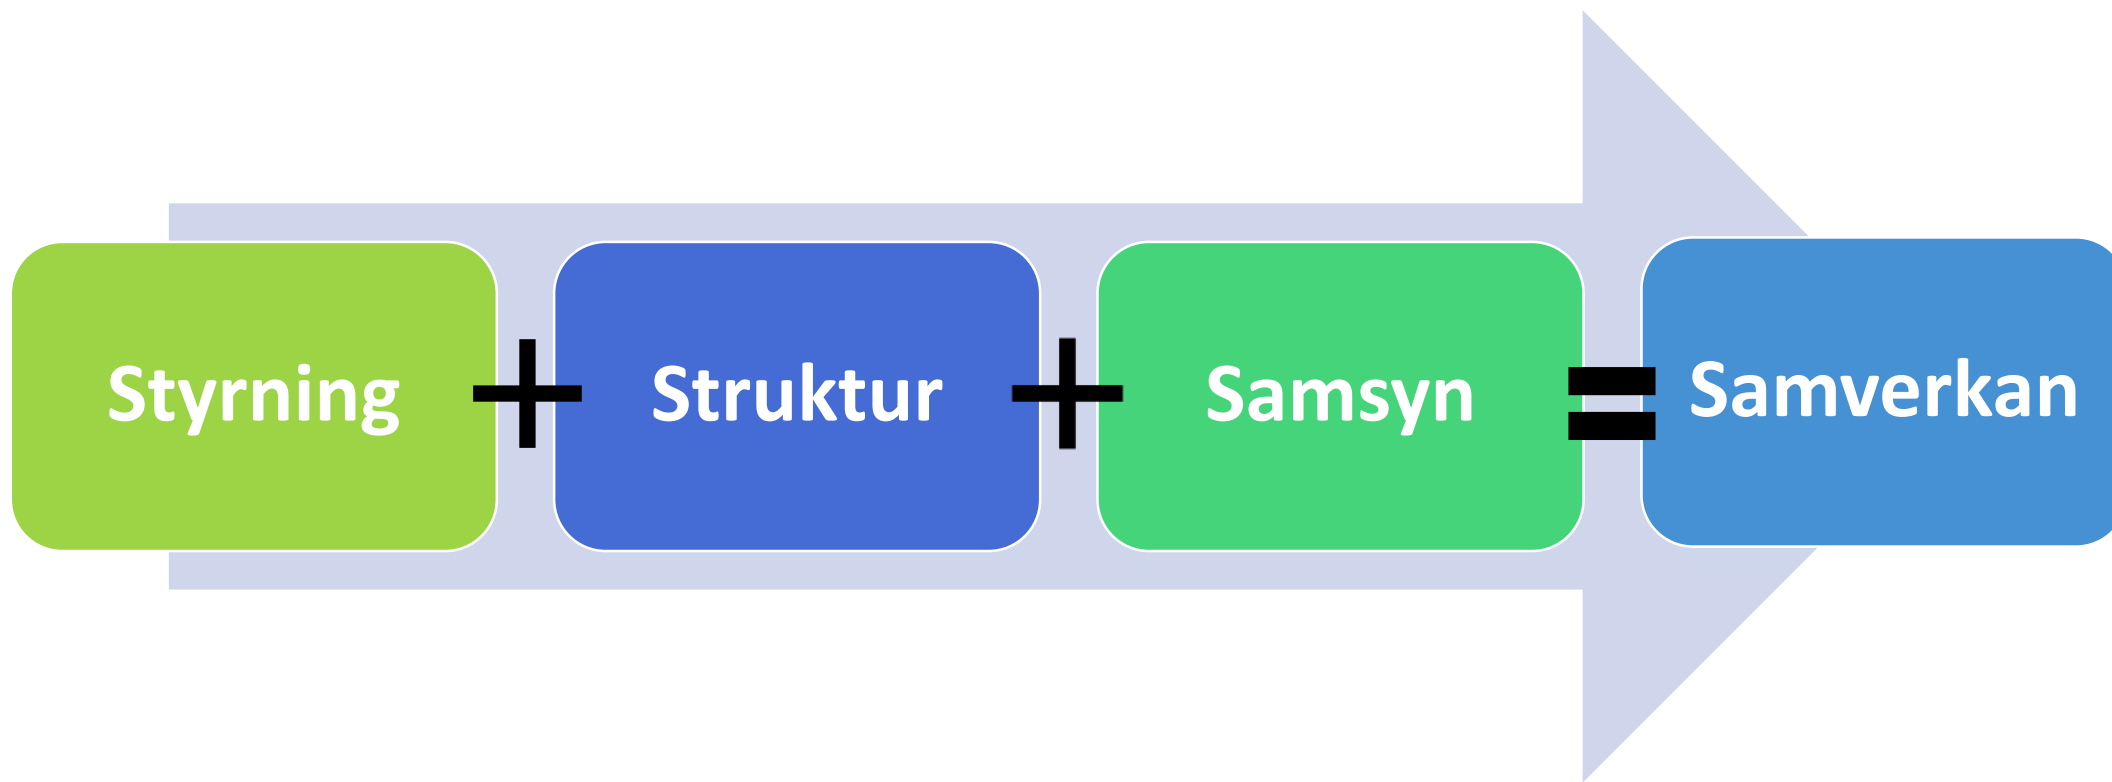 Styrning + Struktur + Samsyn = Samverkan